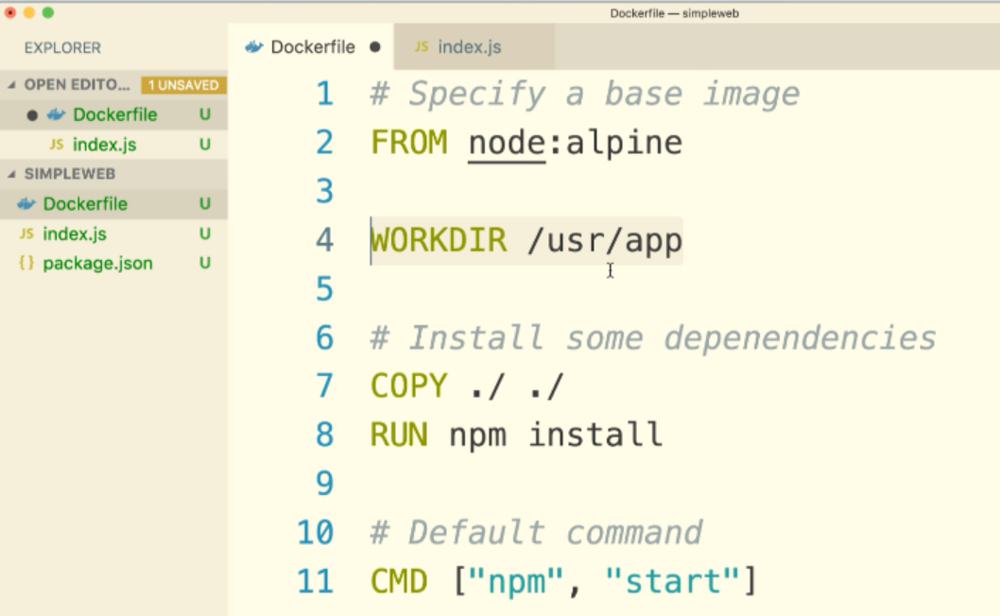 Dockerfile — simpleweb
EXPLORER
OPEN EDITO... 1 UNSAVED
Dockerfile U
JS index.js U
SIMPLEWEB
Dockerfile U
JS index.js U
{} package.json U
Dockerfile
JS index.js
1 # Specify a base image
2 FROM node:alpine
3
4 WORKDIR /usr/app
5
6 # Install some depenendencies
7 COPY ./ ./
8 RUN npm install
9
10 # Default command
11 CMD ["npm", "start"]